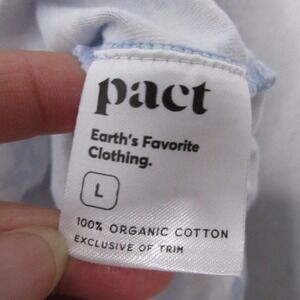 pact
Earth's Favorite
Clothing.
L
100% ORGANIC COTTON
EXCLUSIVE OF TRIM